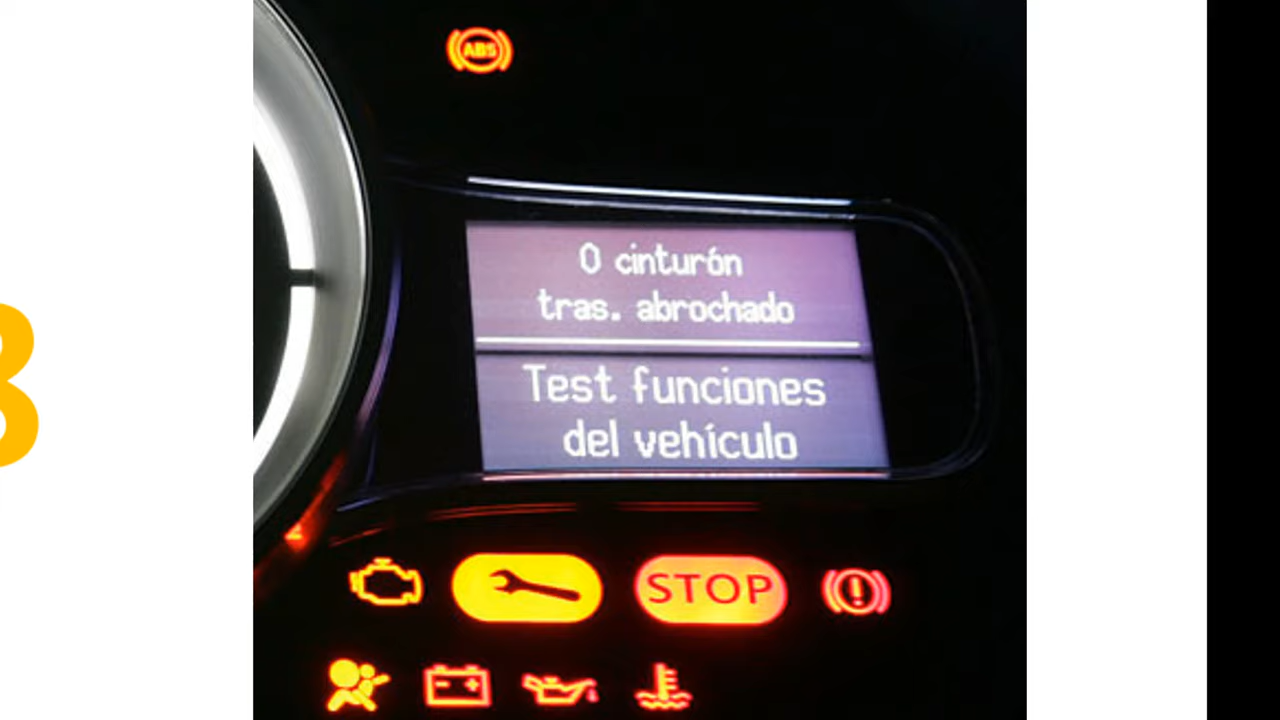 ABS
0 cinturón
tras. abrochado
Test funciones
del vehículo
STOP